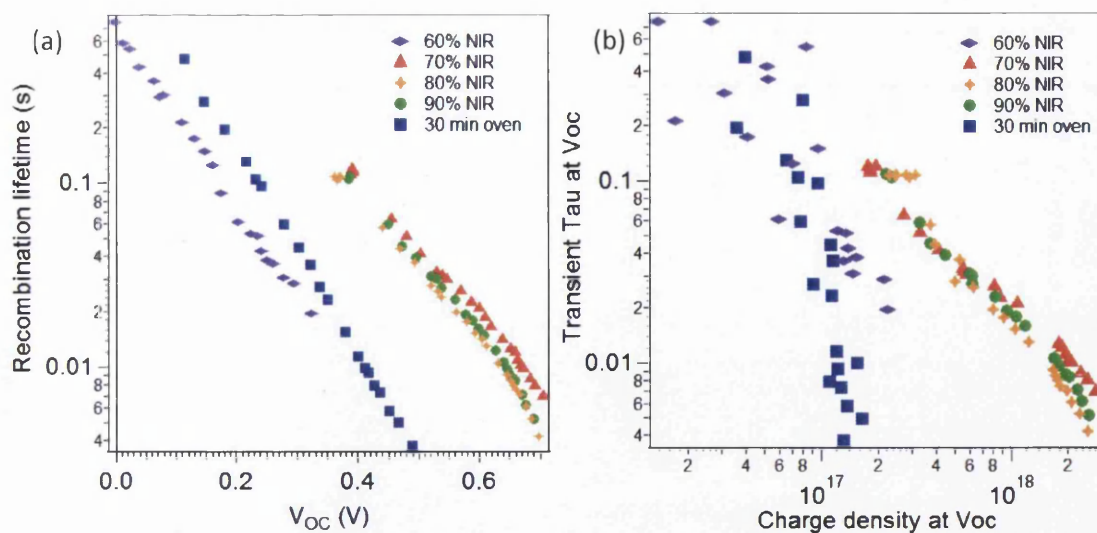 (a)
60% NIR
70% NIR
80% NIR
90% NIR
30 min oven
Recombination lifetime (s)
6
4
2
0.1
8
6
4
2
0.01
8
6
4
0.0
0.2
0.4
0.6
VOC (V)
(b)
60% NIR
70% NIR
80% NIR
90% NIR
30 min oven
Transient Tau at Voc
6
4
2
0.1
8
6
4
2
0.01
8
6
4
2
4
6
8
10^17
2
4
6
8
10^18
2
Charge density at Voc